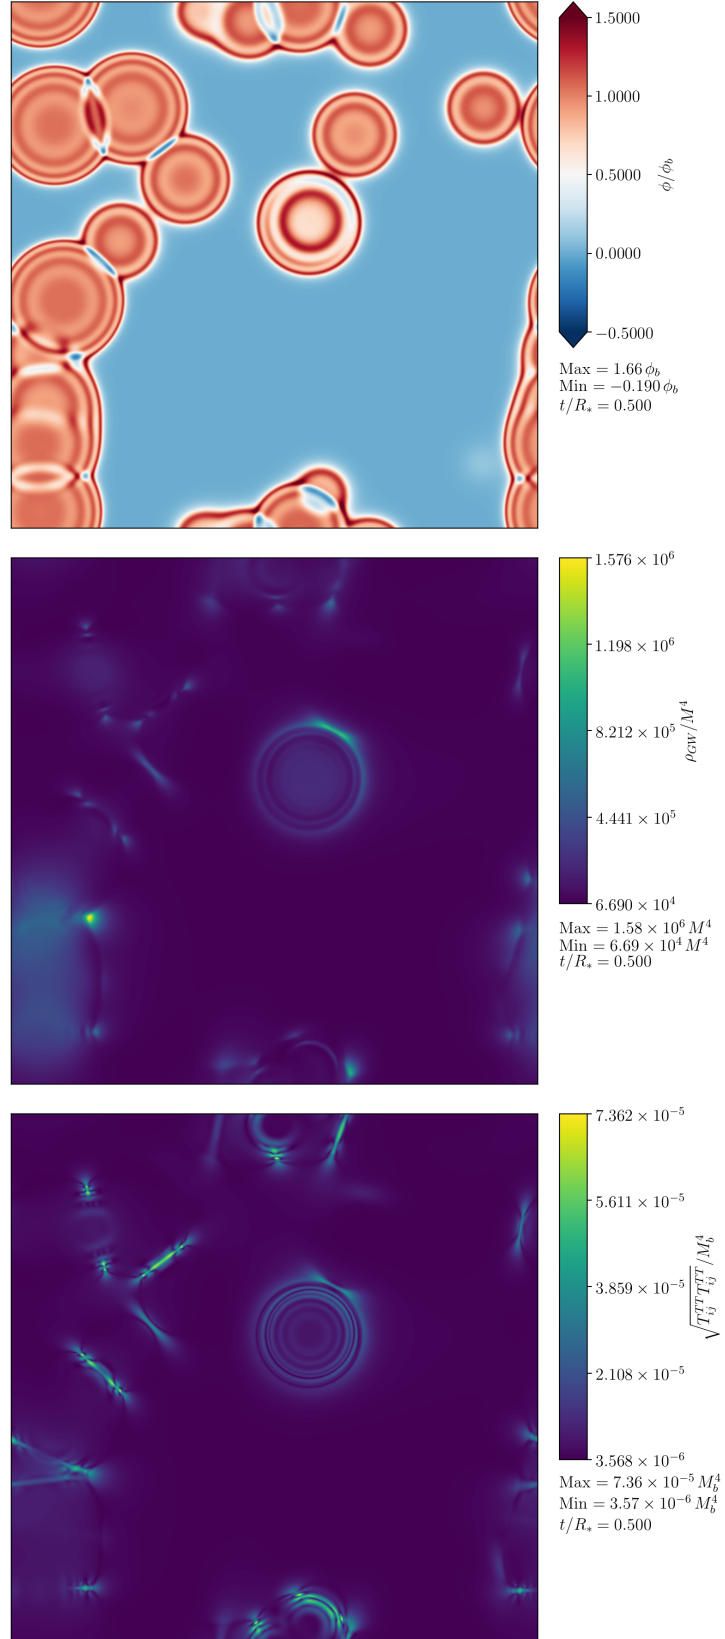 1.5000
1.0000
0.5000
0.0000
−0.5000
ϕ/ϕ_b
Max = 1.66 ϕ_b
Min = −0.190 ϕ_b
t/R_* = 0.500
1.576 × 10^6
1.198 × 10^6
8.212 × 10^5
4.441 × 10^5
6.690 × 10^4
ρ_GW/M^4
Max = 1.58 × 10^6 M^4
Min = 6.69 × 10^4 M^4
t/R_* = 0.500
7.362 × 10^−5
5.611 × 10^−5
3.859 × 10^−5
2.108 × 10^−5
3.568 × 10^−6
√(T_ij^TT T_ij^TT)/M_b^4
Max = 7.36 × 10^−5 M_b^4
Min = 3.57 × 10^−6 M_b^4
t/R_* = 0.500